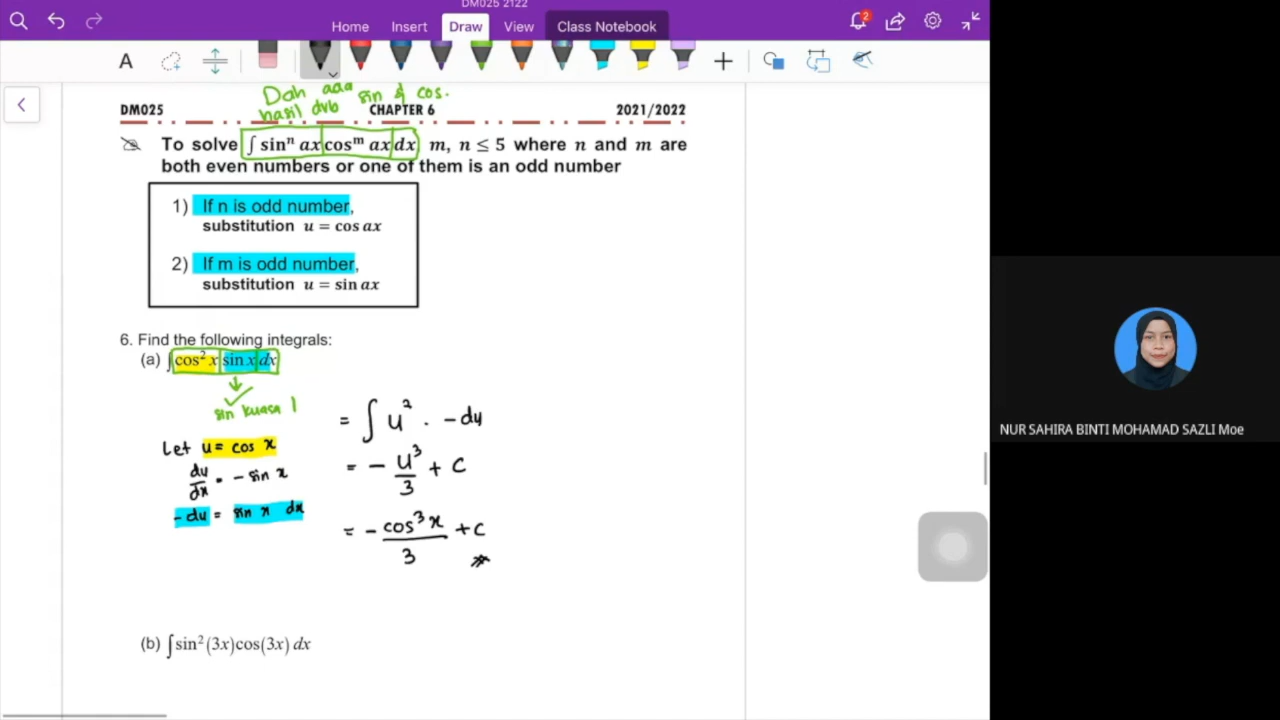 DM025 2122
Home Insert Draw View Class Notebook
2
A
Dah ada sin & cos.
hasil drb
DM025 CHAPTER 6 2021/2022
To solve ∫ sinⁿ ax cosᵐ ax dx m, n ≤ 5 where n and m are
both even numbers or one of them is an odd number
1) If n is odd number,
substitution u = cos ax
2) If m is odd number,
substitution u = sin ax
6. Find the following integrals:
(a) ∫cos² x sin x dx
sin kuasa 1
= ∫ u² . -du
Let u = cos x
du/dx = - sin x
= - u³/3 + c
-du = sin x dx
= - cos³x/3 + c
NUR SAHIRA BINTI MOHAMAD SAZLI Moe
(b) ∫sin²(3x)cos(3x) dx